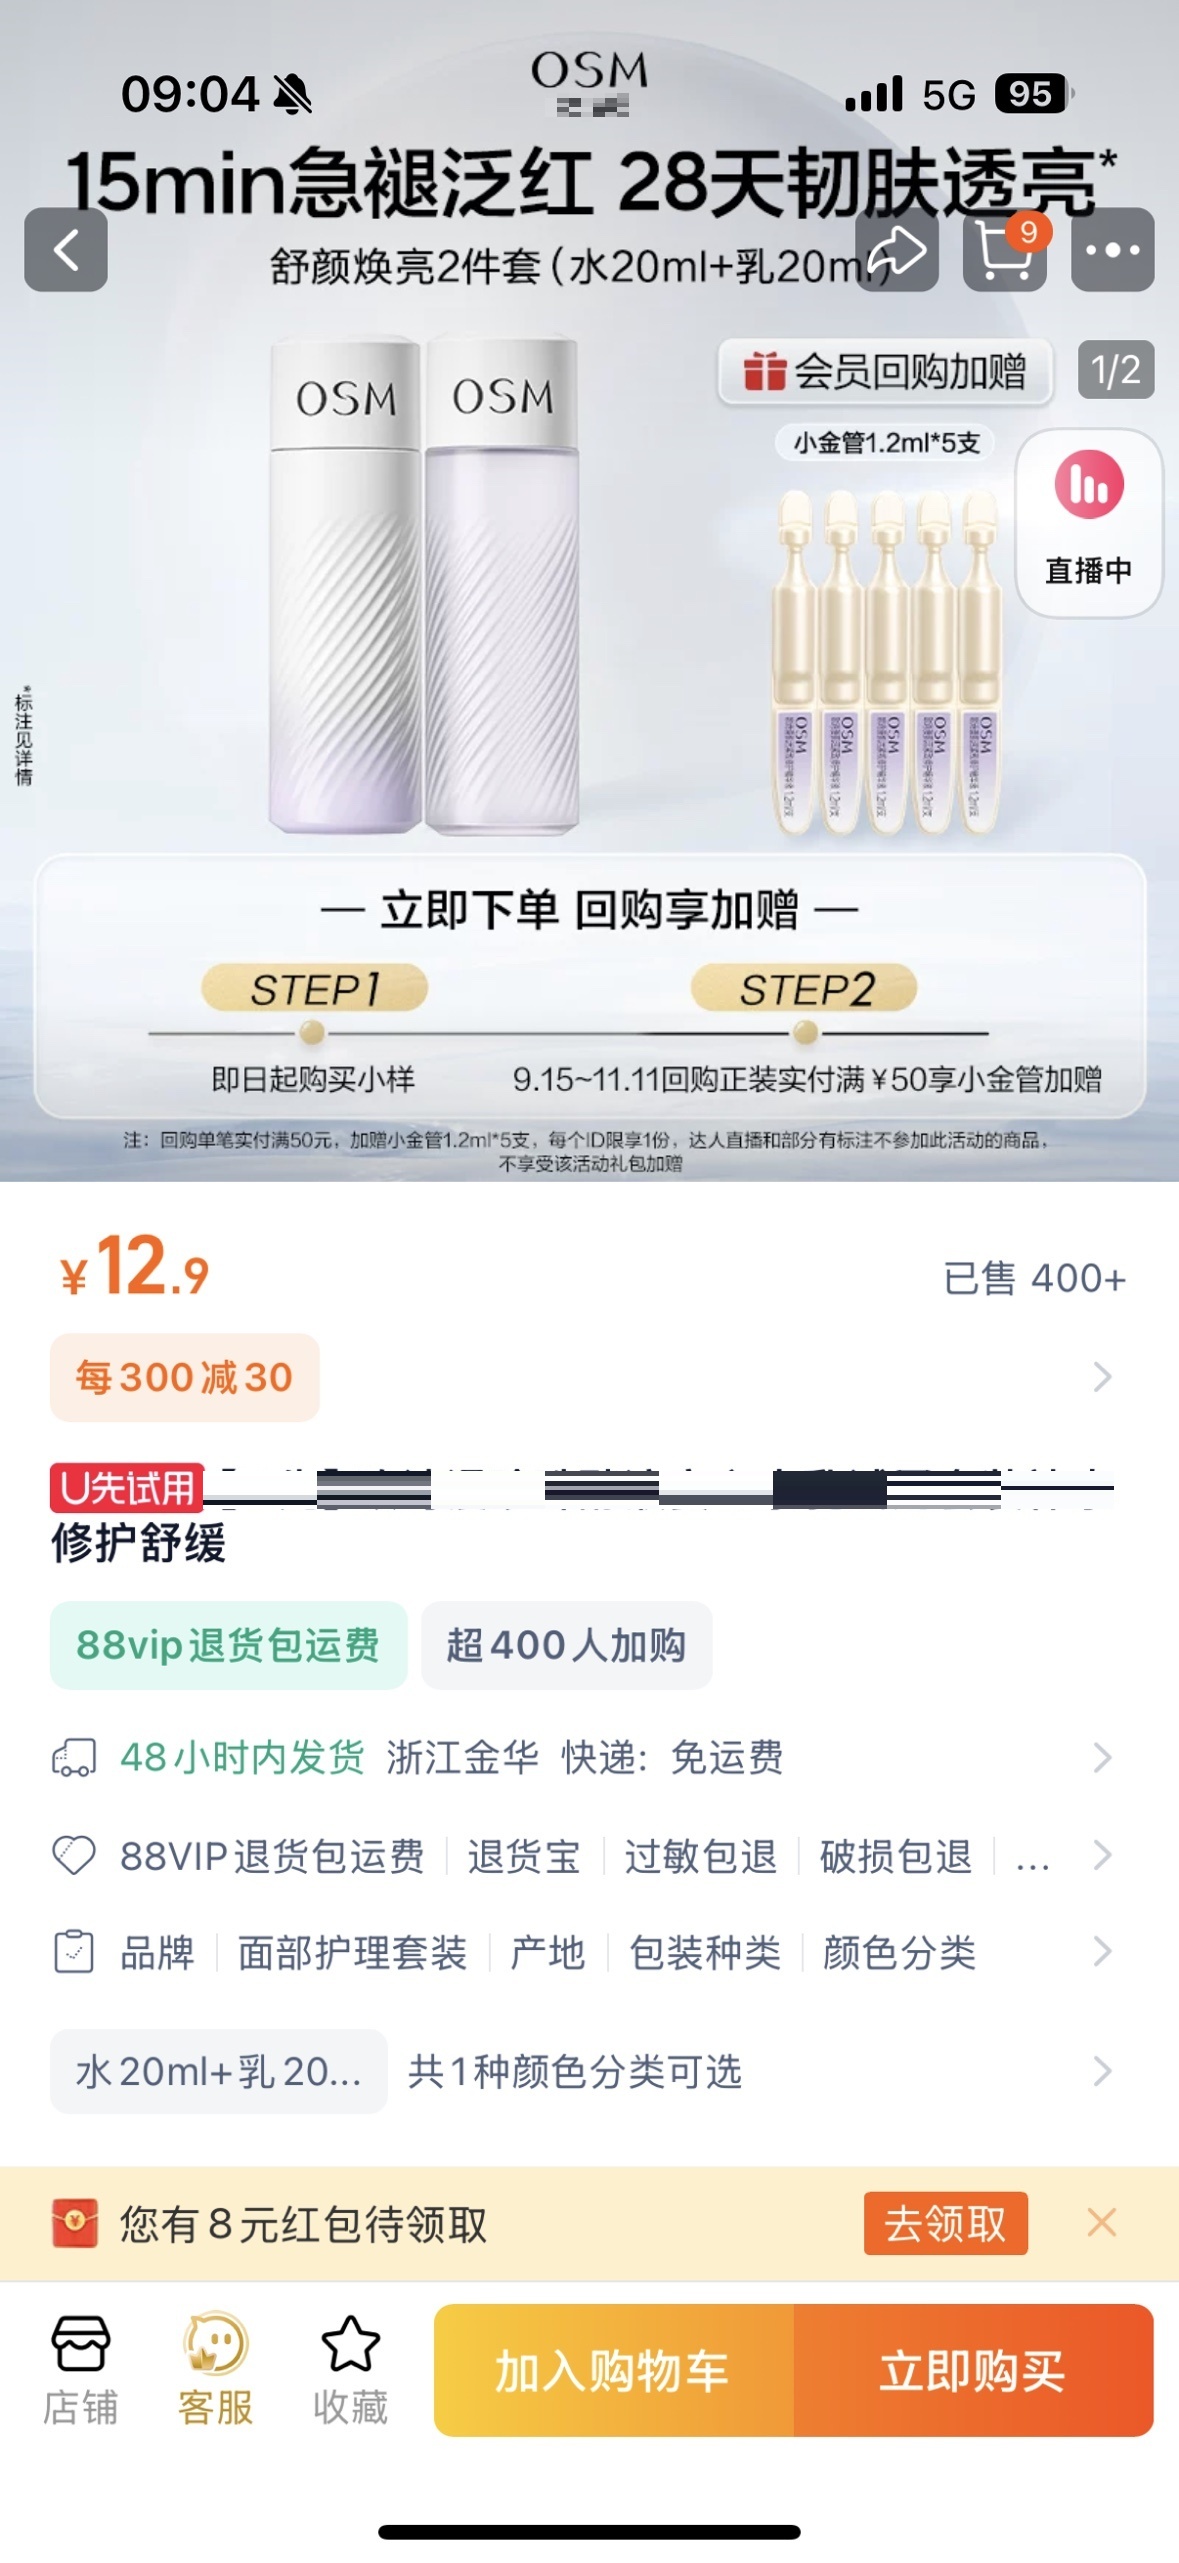 OSM
09:04
5G
95
15min急褪泛红 28天韧肤透亮*
舒颜焕亮2件套(水20ml+乳20ml)
9
会员回购加赠
1/2
OSM
OSM
小金管1.2ml*5支
直播中
OSM
OSM
OSM
OSM
OSM
*标注见详情
— 立即下单 回购享加赠 —
STEP1
STEP2
即日起购买小样
9.15~11.11回购正装实付满¥50享小金管加赠
注：回购单笔实付满50元，加赠小金管1.2ml*5支，每个ID限享1份，达人直播和部分有标注不参加此活动的商品，
不享受该活动礼包加赠
¥12.9
已售 400+
每300减30
U先试用
修护舒缓
88vip退货包运费
超400人加购
48小时内发货 浙江金华 快递: 免运费
88VIP退货包运费 退货宝 过敏包退 破损包退 ...
品牌 面部护理套装 产地 包装种类 颜色分类
水20ml+乳20... 共1种颜色分类可选
您有8元红包待领取
去领取
店铺
客服
收藏
加入购物车
立即购买